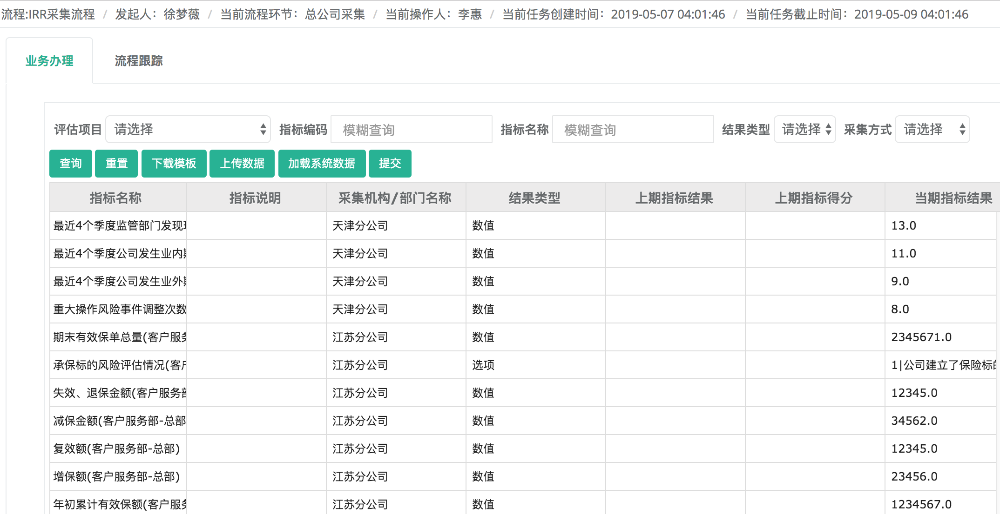 流程:IRR采集流程 / 发起人：徐梦薇 / 当前流程环节：总公司采集 / 当前操作人：李惠 / 当前任务创建时间：2019-05-07 04:01:46 / 当前任务截止时间：2019-05-09 04:01:46
业务办理 流程跟踪
评估项目 请选择 指标编码 模糊查询 指标名称 模糊查询 结果类型 请选择 采集方式 请选择
查询 重置 下载模板 上传数据 加载系统数据 提交
指标名称 指标说明 采集机构/部门名称 结果类型 上期指标结果 上期指标得分 当期指标结果
最近4个季度监管部门发现 天津分公司 数值 13.0
最近4个季度公司发生业内 天津分公司 数值 11.0
最近4个季度公司发生业外 天津分公司 数值 9.0
重大操作风险事件调整次数 天津分公司 数值 8.0
期末有效保单总量(客户服务 江苏分公司 数值 2345671.0
承保标的风险评估情况(客户 江苏分公司 选项 1|公司建立了保险标的
失效、退保金额(客户服务部 江苏分公司 数值 12345.0
减保金额(客户服务部-总部 江苏分公司 数值 34562.0
复效额(客户服务部-总部) 江苏分公司 数值 12345.0
增保额(客户服务部-总部) 江苏分公司 数值 23456.0
年初累计有效保额(客户服务 江苏分公司 数值 1234567.0